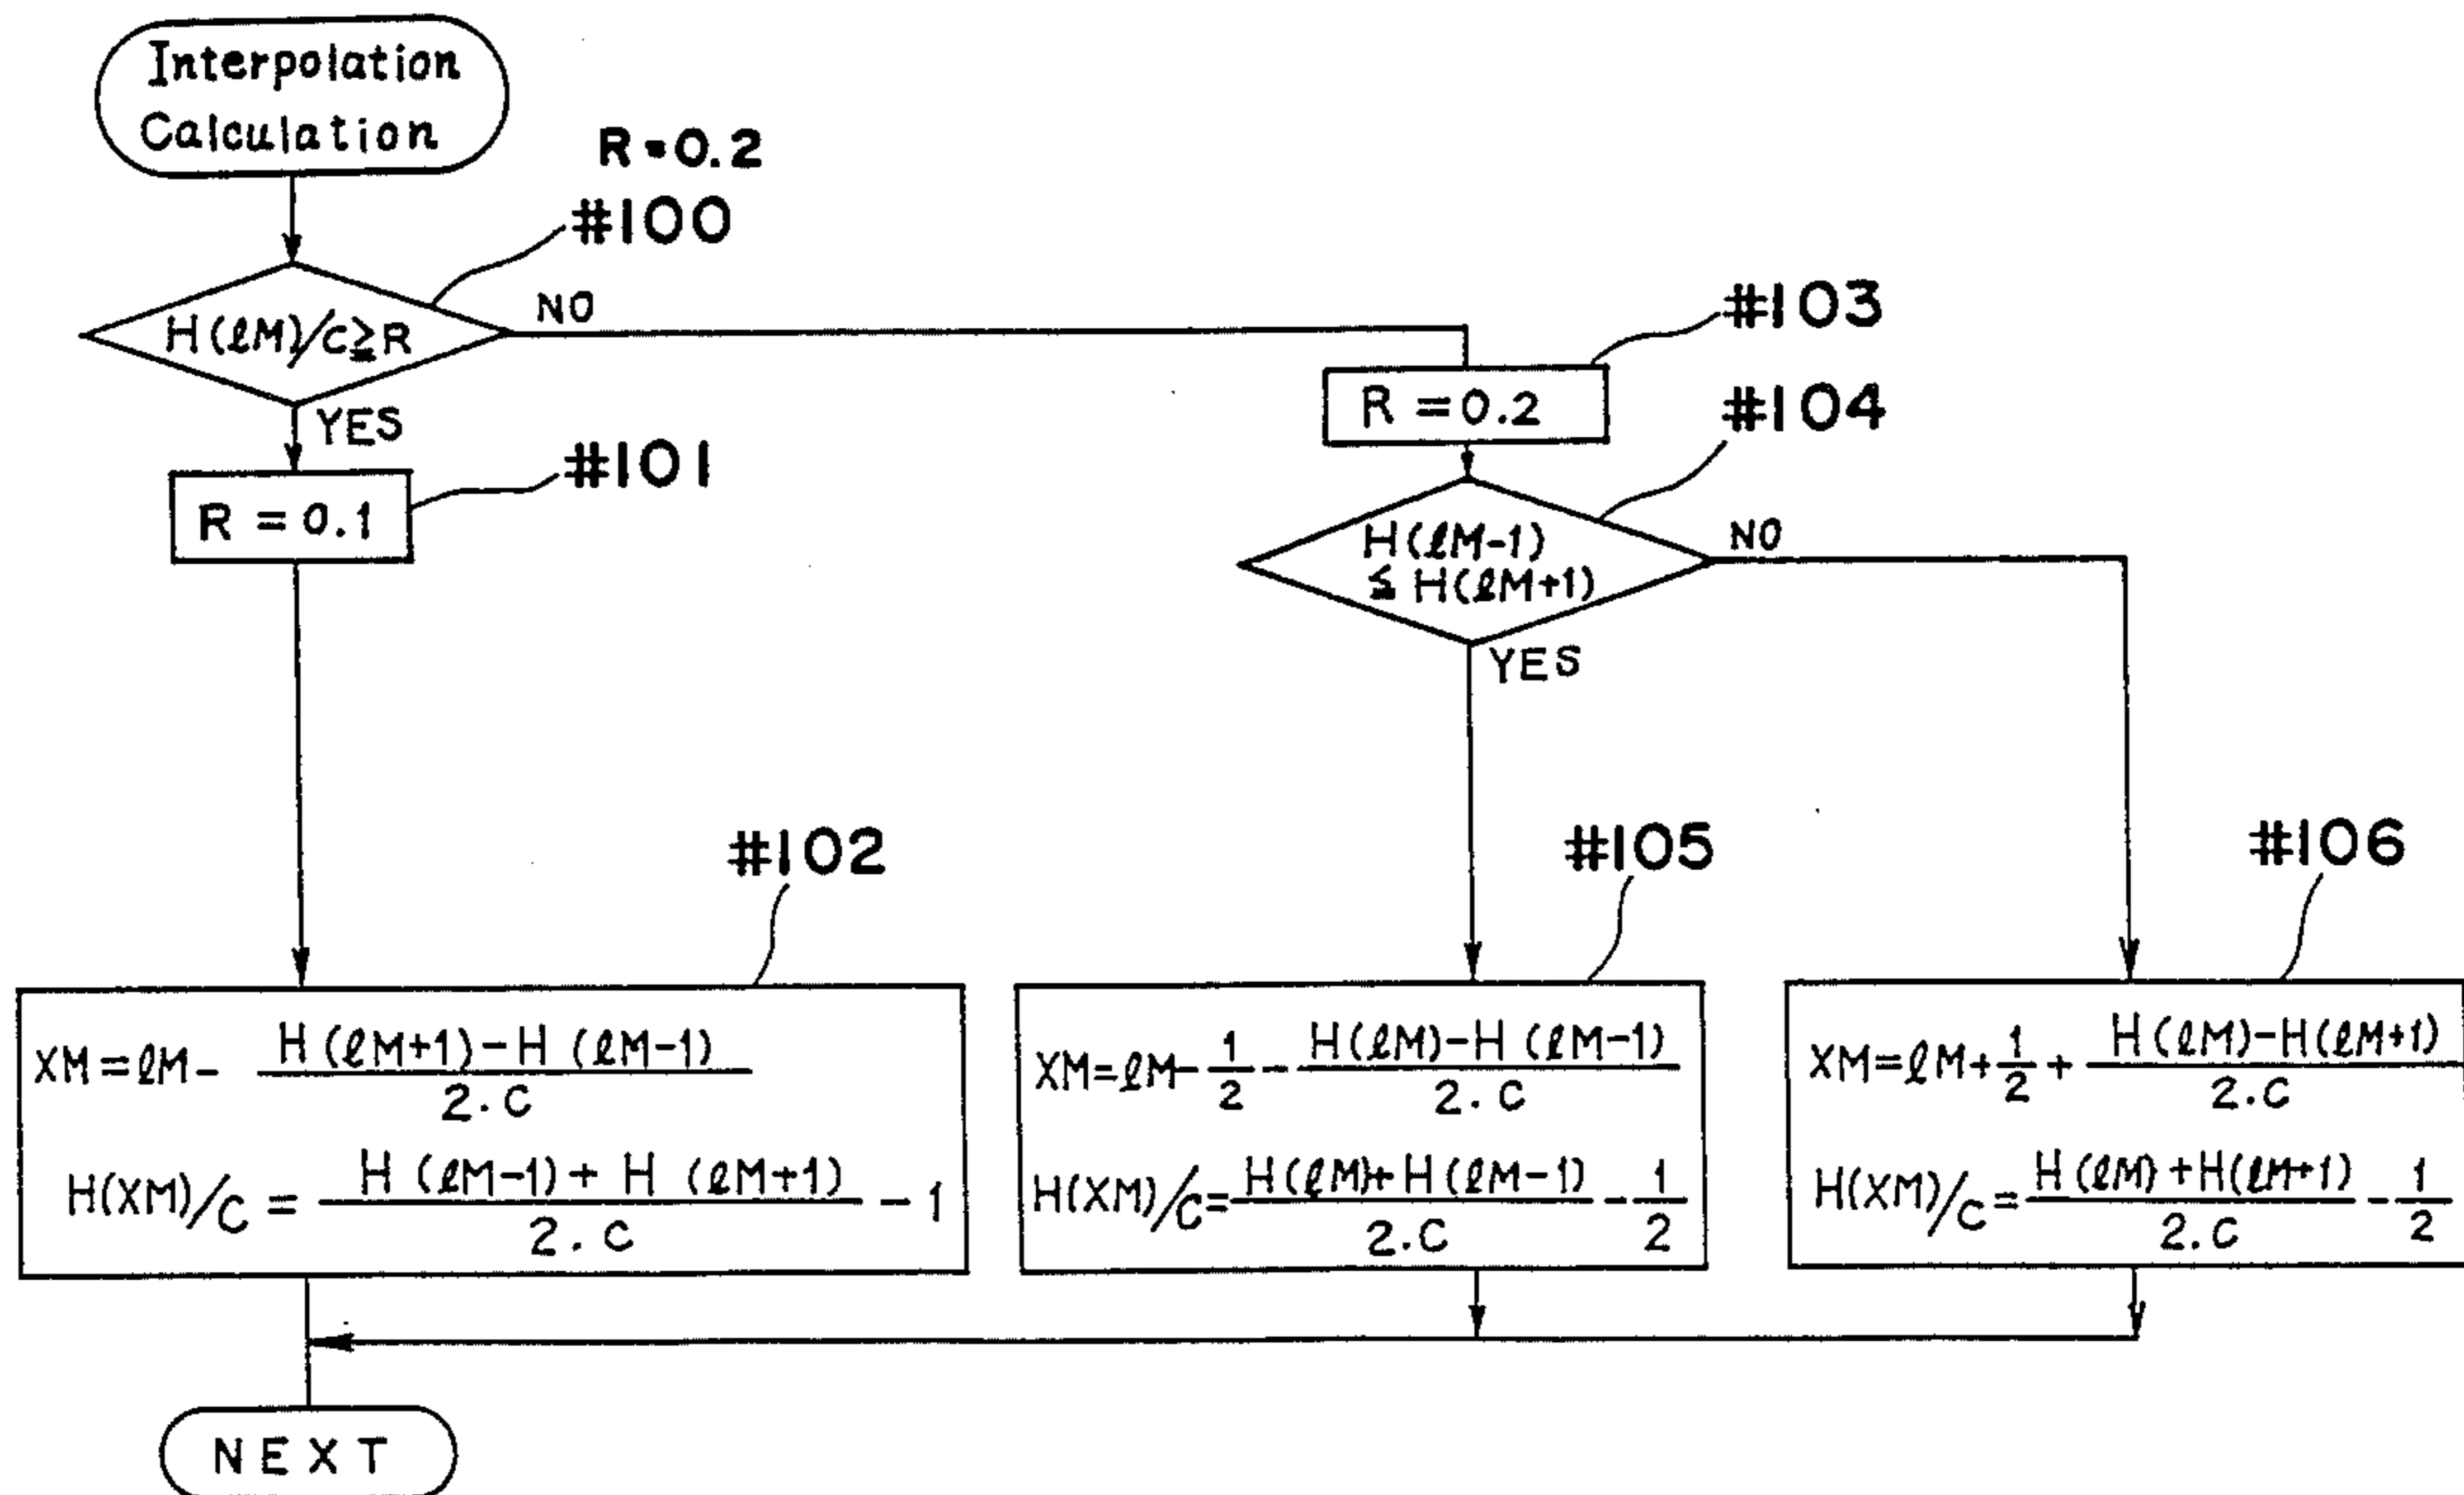 Interpolation
Calculation
R=0.2
#100
H(ℓM)/C≧R
NO
YES
#101
R=0.1
#103
R=0.2
#104
H(ℓM-1)
≦ H(ℓM+1)
NO
YES
#102
XM=ℓM- H(ℓM+1)-H(ℓM-1)
2.C
H(XM)/C = H(ℓM-1)+H(ℓM+1) -1
2.C
#105
XM=ℓM-1/2- H(ℓM)-H(ℓM-1)
2.C
H(XM)/C= H(ℓM)+H(ℓM-1) -1/2
2.C
#106
XM=ℓM+1/2+ H(ℓM)-H(ℓM+1)
2.C
H(XM)/C= H(ℓM)+H(ℓM+1) -1/2
2.C
NEXT